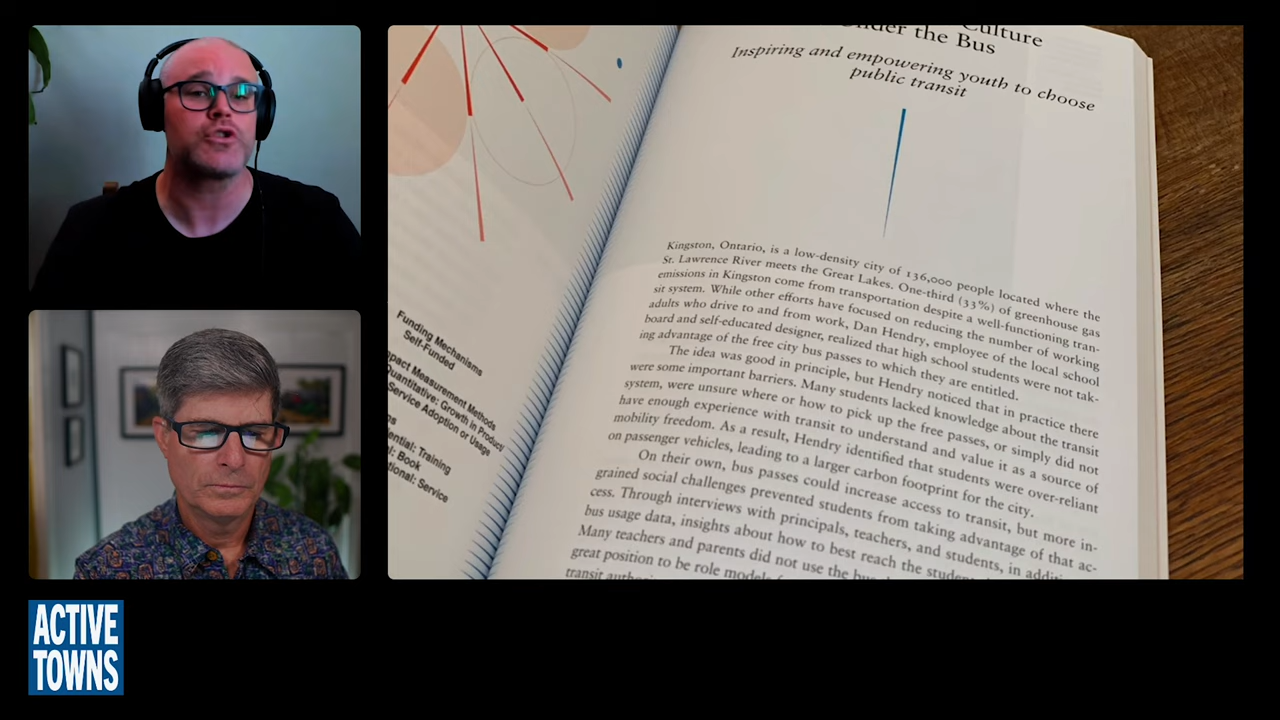 Culture
Under the Bus
Inspiring and empowering youth to choose
public transit
Kingston, Ontario, is a low-density city of 136,000 people located where the
St. Lawrence River meets the Great Lakes. One-third (33%) of greenhouse gas
emissions in Kingston come from transportation despite a well-functioning tran-
sit system. While other efforts have focused on reducing the number of working
adults who drive to and from work, Dan Hendry, employee of the local school
board and self-educated designer, realized that high school students were not tak-
ing advantage of the free city bus passes to which they are entitled.
The idea was good in principle, but Hendry noticed that in practice there
were some important barriers. Many students lacked knowledge about the transit
system, were unsure where or how to pick up the free passes, or simply did not
have enough experience with transit to understand and value it as a source of
mobility freedom. As a result, Hendry identified that students were over-reliant
on passenger vehicles, leading to a larger carbon footprint for the city.
On their own, bus passes could increase access to transit, but more in-
grained social challenges prevented students from taking advantage of that ac-
cess. Through interviews with principals, teachers, and students, in addi
bus usage data, insights about how to best reach the studen
Many teachers and parents did not use the bus
great position to be role models
transit autho
Funding Mechanisms
Self-Funded
pact Measurement Methods
Quantitative: Growth in Product/
Service Adoption or Usage
ns
ential: Training
al: Book
ational: Service
ACTIVE
TOWNS